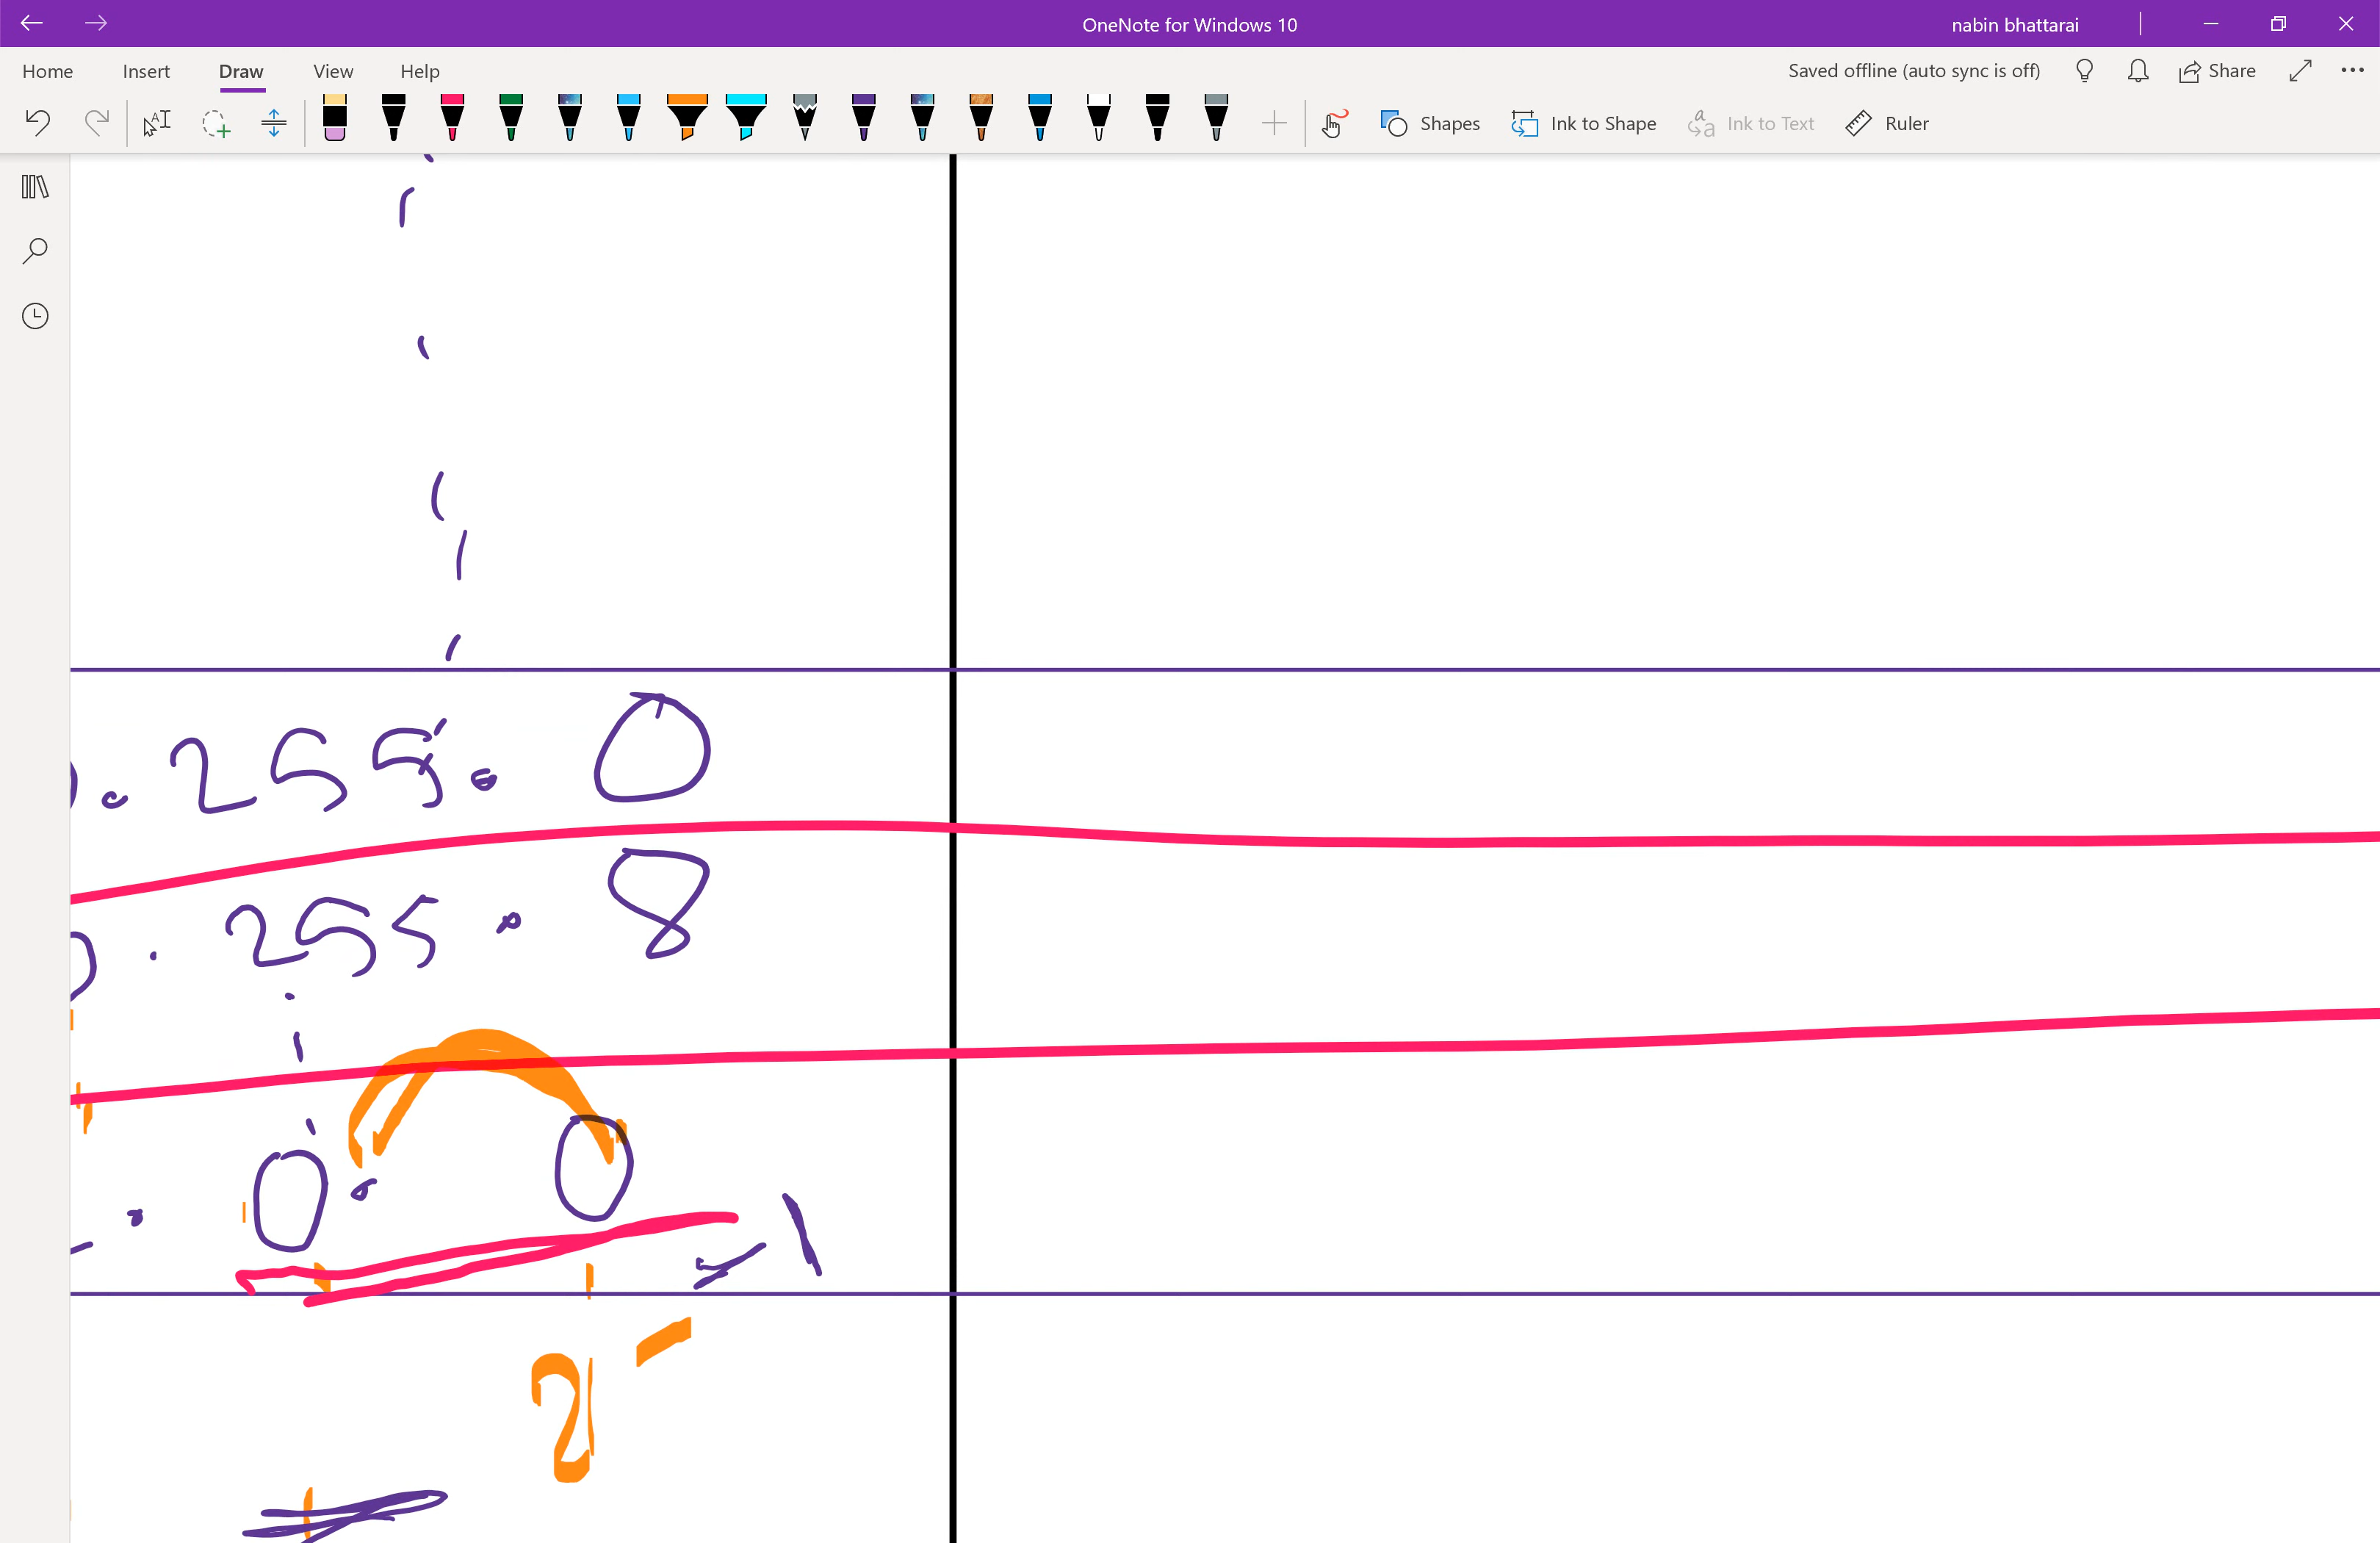 OneNote for Windows 10
nabin bhattarai
Home Insert Draw View Help
Saved offline (auto sync is off)
Share
Shapes
Ink to Shape
Ink to Text
Ruler
. 255. 0
. 255. 8
. 0. 0